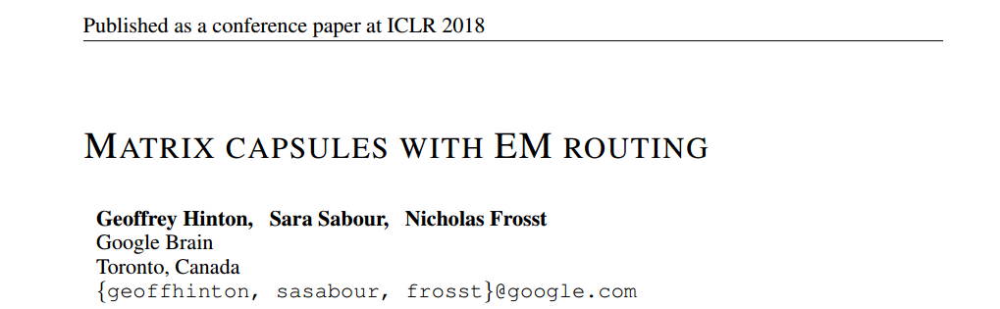 Published as a conference paper at ICLR 2018
MATRIX CAPSULES WITH EM ROUTING
Geoffrey Hinton, Sara Sabour, Nicholas Frosst
Google Brain
Toronto, Canada
{geoffhinton, sasabour, frosst}@google.com